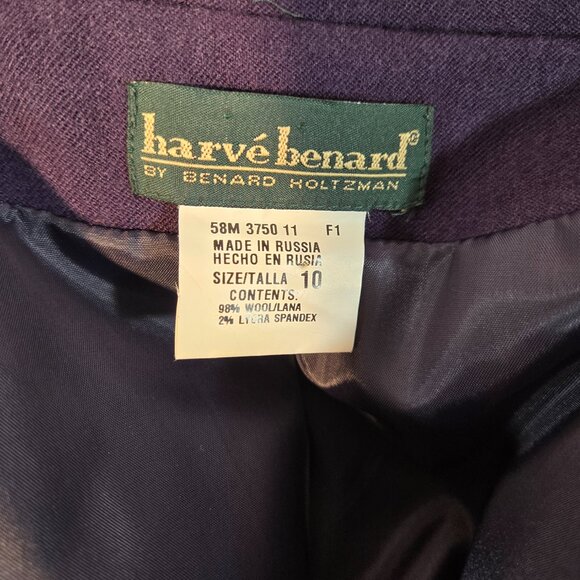 harvé benard®
BY BENARD HOLTZMAN
58M 3750 11 F1
MADE IN RUSSIA
HECHO EN RUSIA
SIZE/TALLA 10
CONTENTS:
98% WOOL/LANA
2% LYCRA SPANDEX